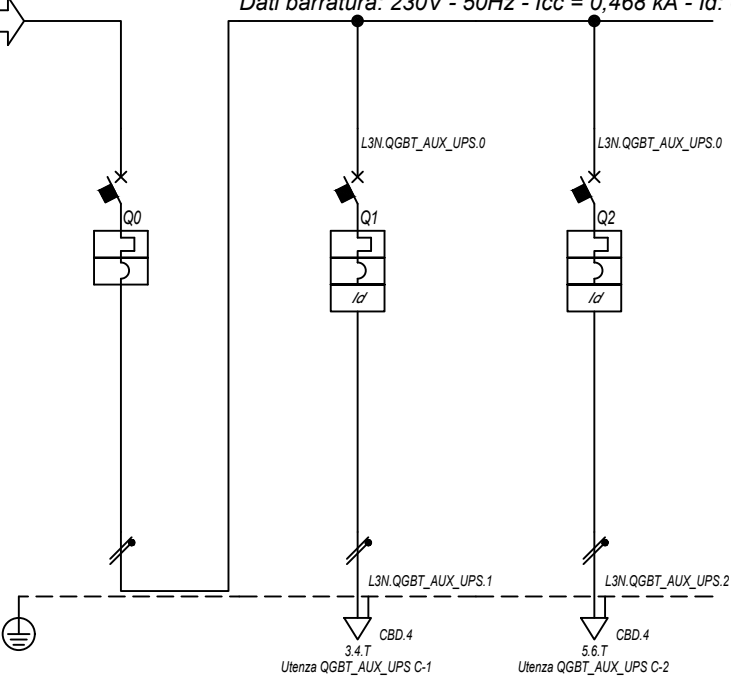 Dati barratura: 230V - 50Hz - Icc = 0,468 kA - Id:
L3N.QGBT_AUX_UPS.0
L3N.QGBT_AUX_UPS.0
Q0
Q1
Q2
Id
Id
L3N.QGBT_AUX_UPS.1
L3N.QGBT_AUX_UPS.2
CBD.4
CBD.4
3.4.T
5.6.T
Utenza QGBT_AUX_UPS C-1
Utenza QGBT_AUX_UPS C-2